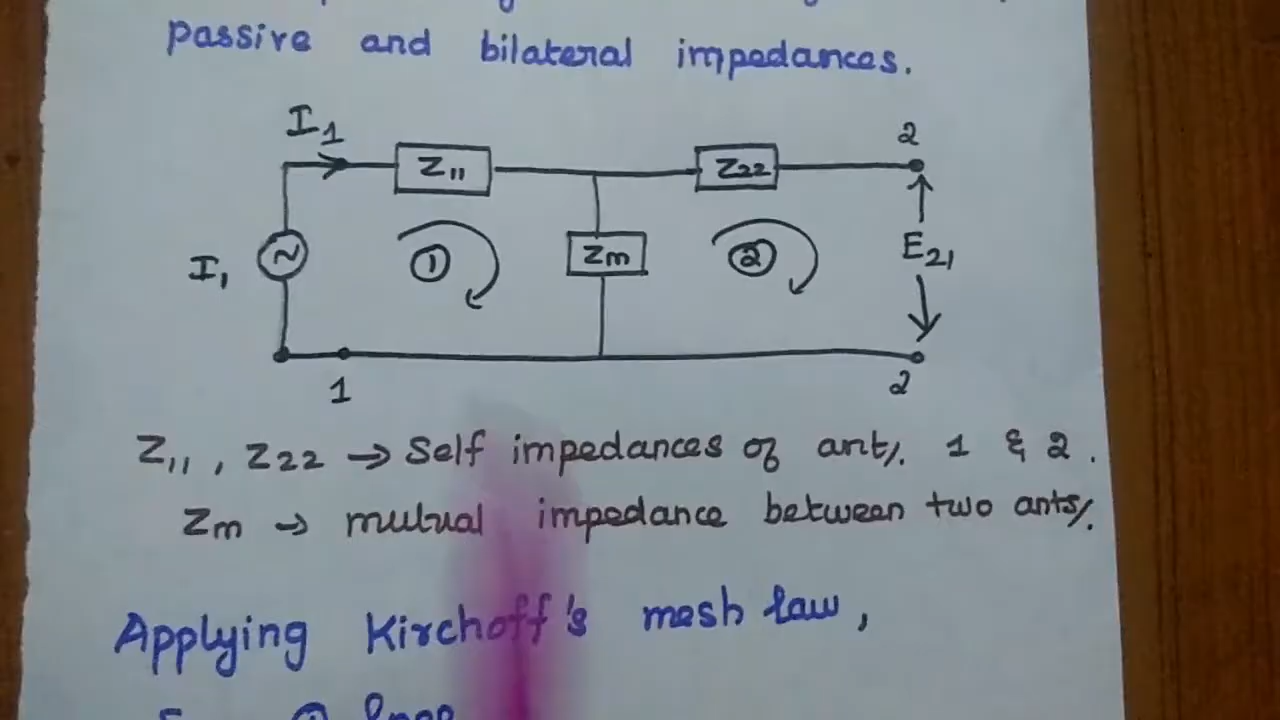 passive and bilateral impedances.
I1
2
Z11
Z22
I1
1
Zm
2
E21
1
2
Z11, Z22 → Self impedances of ant/. 1 & 2.
Zm → mutual impedance between two ants/.
Applying Kirchoff's mesh law,
loop